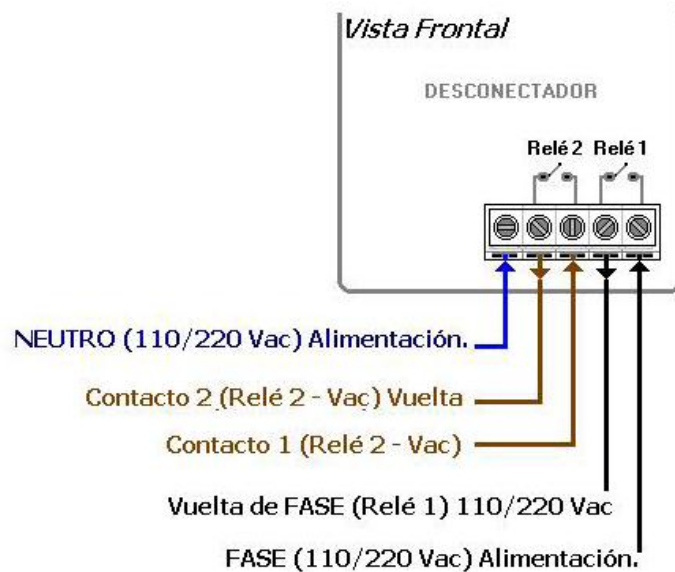 Vista Frontal
DESCONECTADOR
Relé 2 Relé 1
NEUTRO (110/220 Vac) Alimentación.
Contacto 2 (Relé 2 - Vac) Vuelta
Contacto 1 (Relé 2 - Vac)
Vuelta de FASE (Relé 1) 110/220 Vac
FASE (110/220 Vac) Alimentación.